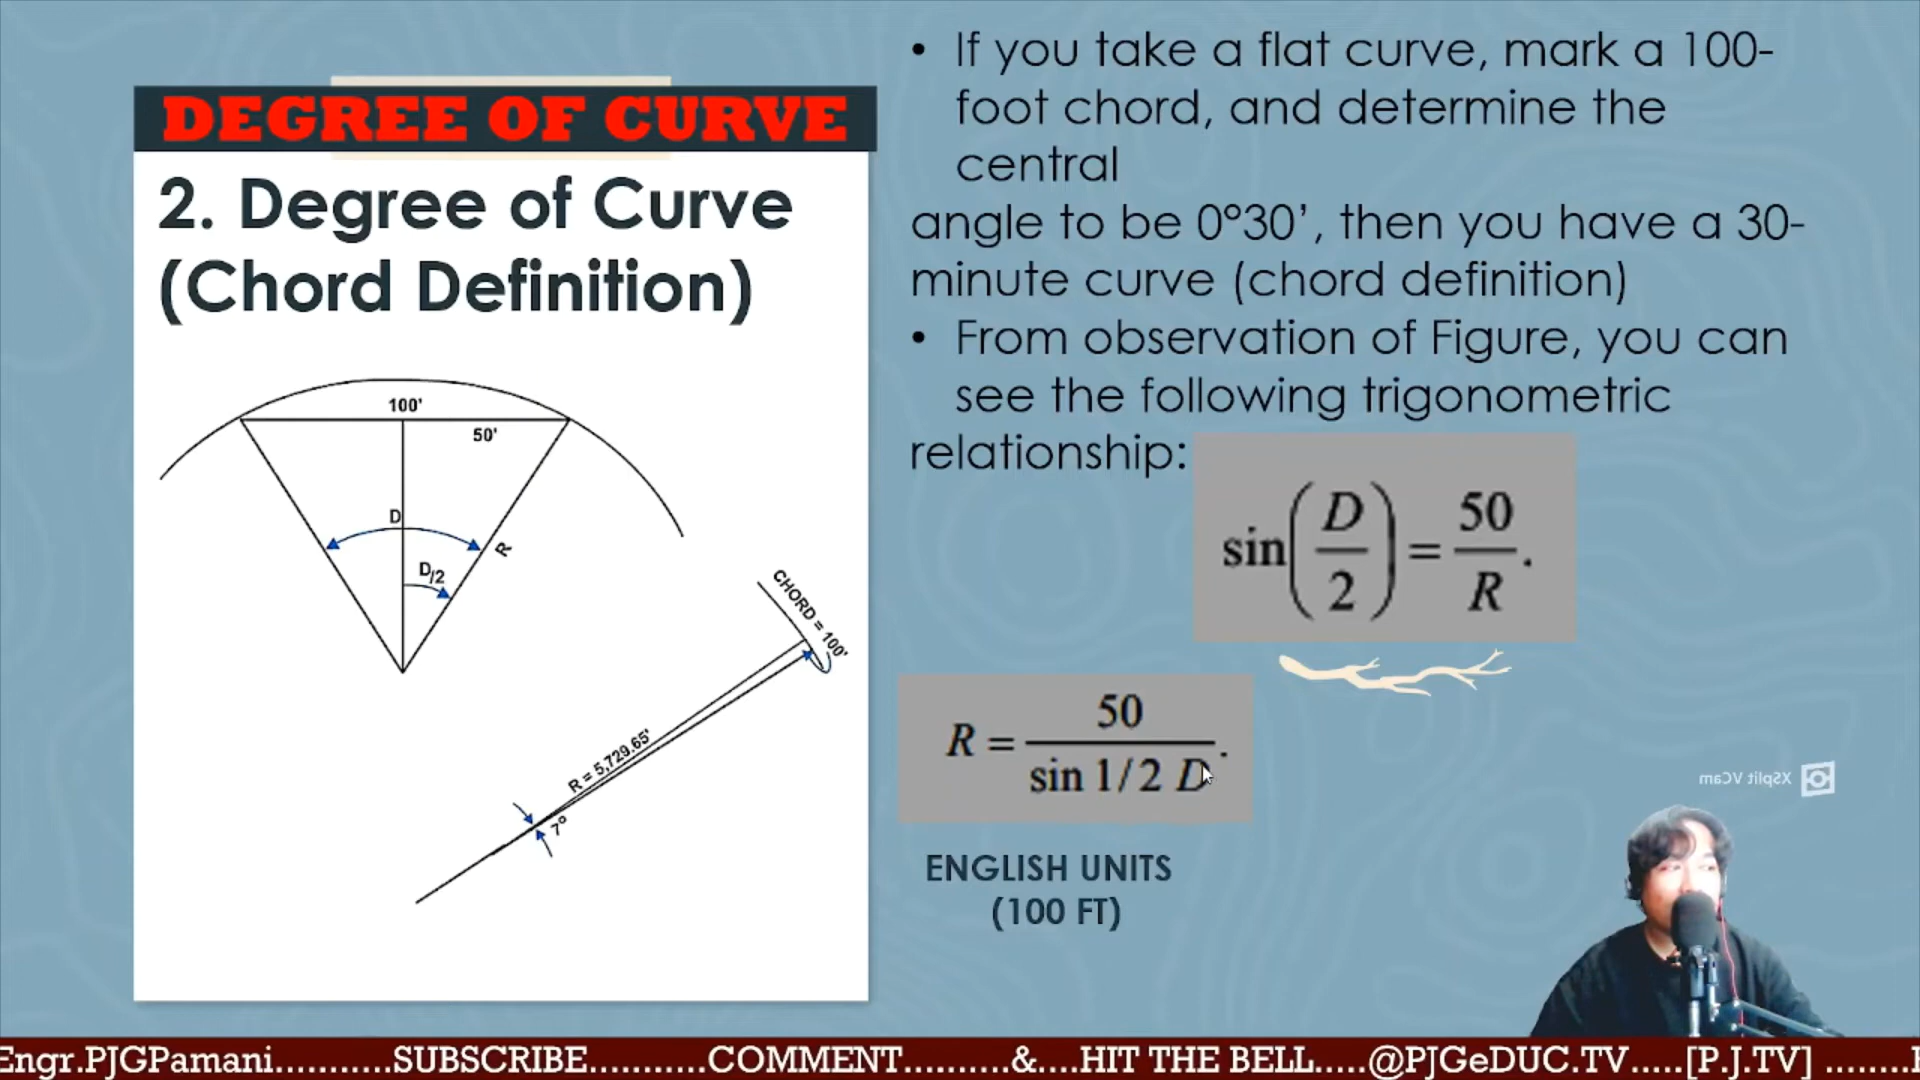 DEGREE OF CURVE
2. Degree of Curve
(Chord Definition)
100'
50'
D
R
D/2
CHORD = 100'
R = 5,729.65'
7°
• If you take a flat curve, mark a 100-
foot chord, and determine the
central
angle to be 0°30’, then you have a 30-
minute curve (chord definition)
• From observation of Figure, you can
see the following trigonometric
relationship:
sin(D/2) = 50/R.
R = 50/sin 1/2 D.
ENGLISH UNITS
(100 FT)
XSplit VCam
Engr.PJGPamani...........SUBSCRIBE..........COMMENT.........&....HIT THE BELL.....@PJGeDUC.TV.....[P.J.TV] ........